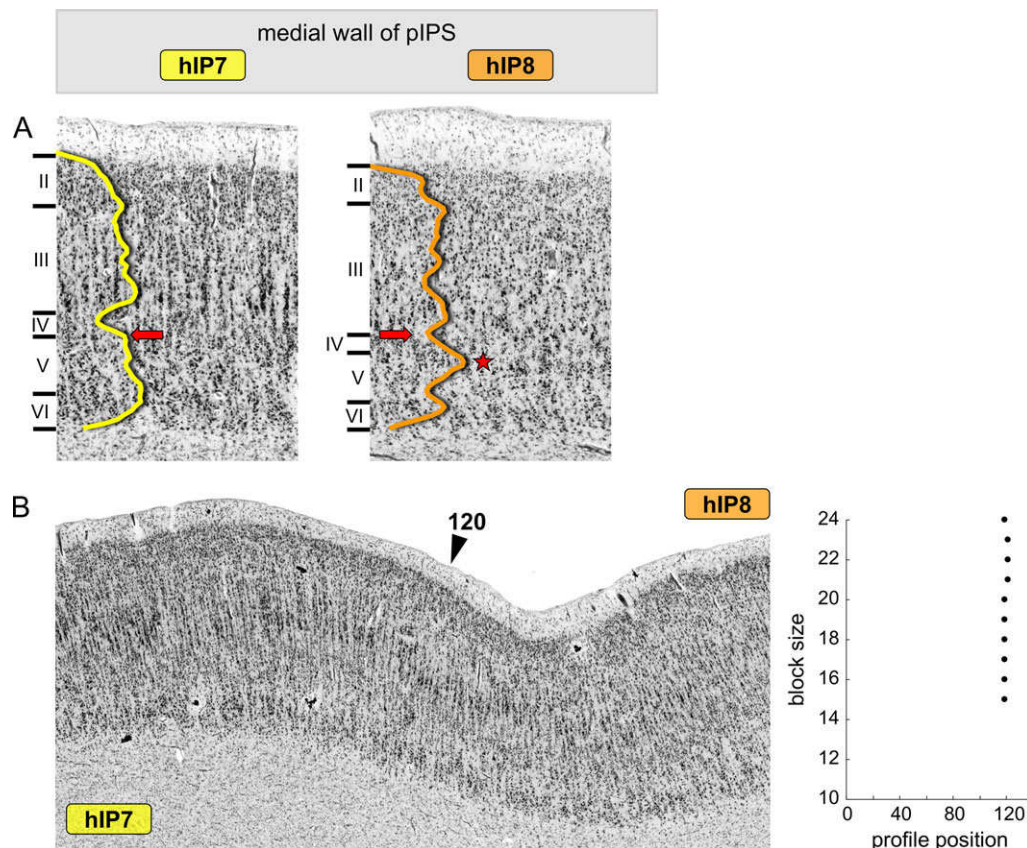 medial wall of pIPS
hIP7
hIP8
A
II
III
IV
V
VI
II
III
IV
V
VI
B
120
hIP8
hIP7
block size
24
22
20
18
16
14
12
10
0 40 80 120
profile position